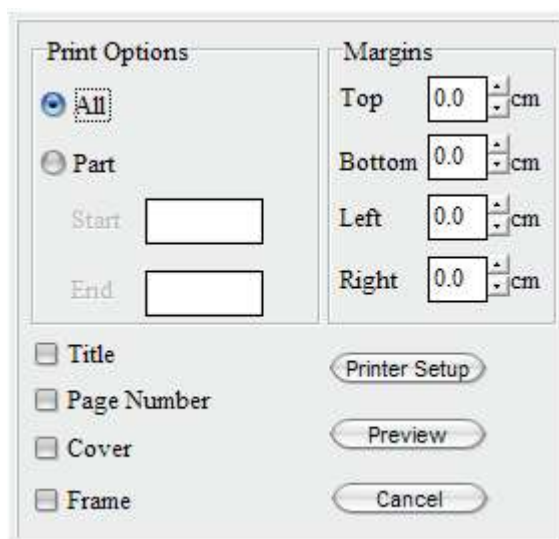 Print Options
All
Part
Start
End
Margins
Top 0.0 cm
Bottom 0.0 cm
Left 0.0 cm
Right 0.0 cm
Title
Page Number
Cover
Frame
Printer Setup
Preview
Cancel